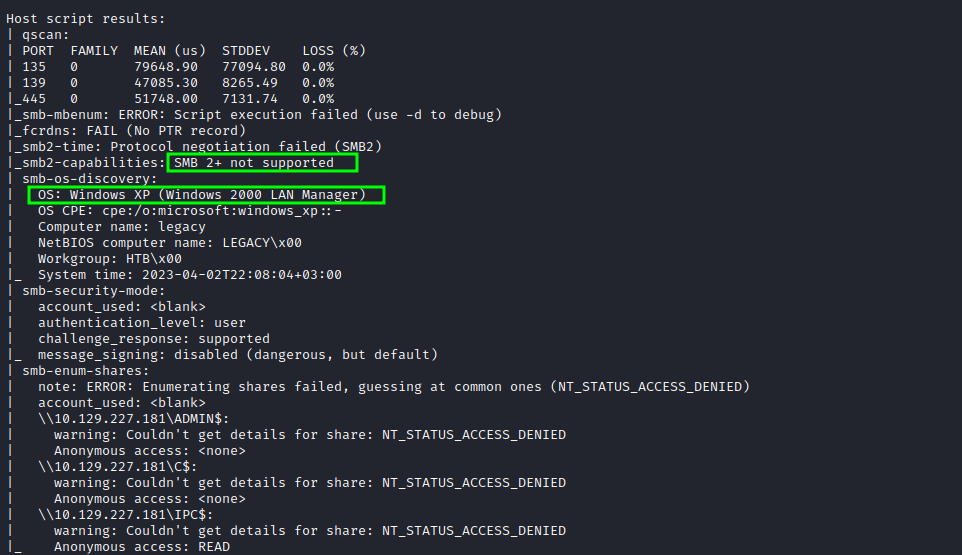 Host script results:
| qscan:
| PORT  FAMILY  MEAN (us)  STDDEV    LOSS (%)
| 135   0       79648.90   77094.80  0.0%
| 139   0       47085.30   8265.49   0.0%
|_445   0       51748.00   7131.74   0.0%
|_smb-mbenum: ERROR: Script execution failed (use -d to debug)
|_fcrdns: FAIL (No PTR record)
|_smb2-time: Protocol negotiation failed (SMB2)
|_smb2-capabilities: SMB 2+ not supported
| smb-os-discovery:
|   OS: Windows XP (Windows 2000 LAN Manager)
|   OS CPE: cpe:/o:microsoft:windows_xp::-
|   Computer name: legacy
|   NetBIOS computer name: LEGACY\x00
|   Workgroup: HTB\x00
|_  System time: 2023-04-02T22:08:04+03:00
| smb-security-mode:
|   account_used: <blank>
|   authentication_level: user
|   challenge_response: supported
|_  message_signing: disabled (dangerous, but default)
| smb-enum-shares:
|   note: ERROR: Enumerating shares failed, guessing at common ones (NT_STATUS_ACCESS_DENIED)
|   account_used: <blank>
|   \\10.129.227.181\ADMIN$:
|     warning: Couldn't get details for share: NT_STATUS_ACCESS_DENIED
|     Anonymous access: <none>
|   \\10.129.227.181\C$:
|     warning: Couldn't get details for share: NT_STATUS_ACCESS_DENIED
|     Anonymous access: <none>
|   \\10.129.227.181\IPC$:
|     warning: Couldn't get details for share: NT_STATUS_ACCESS_DENIED
|_    Anonymous access: READ